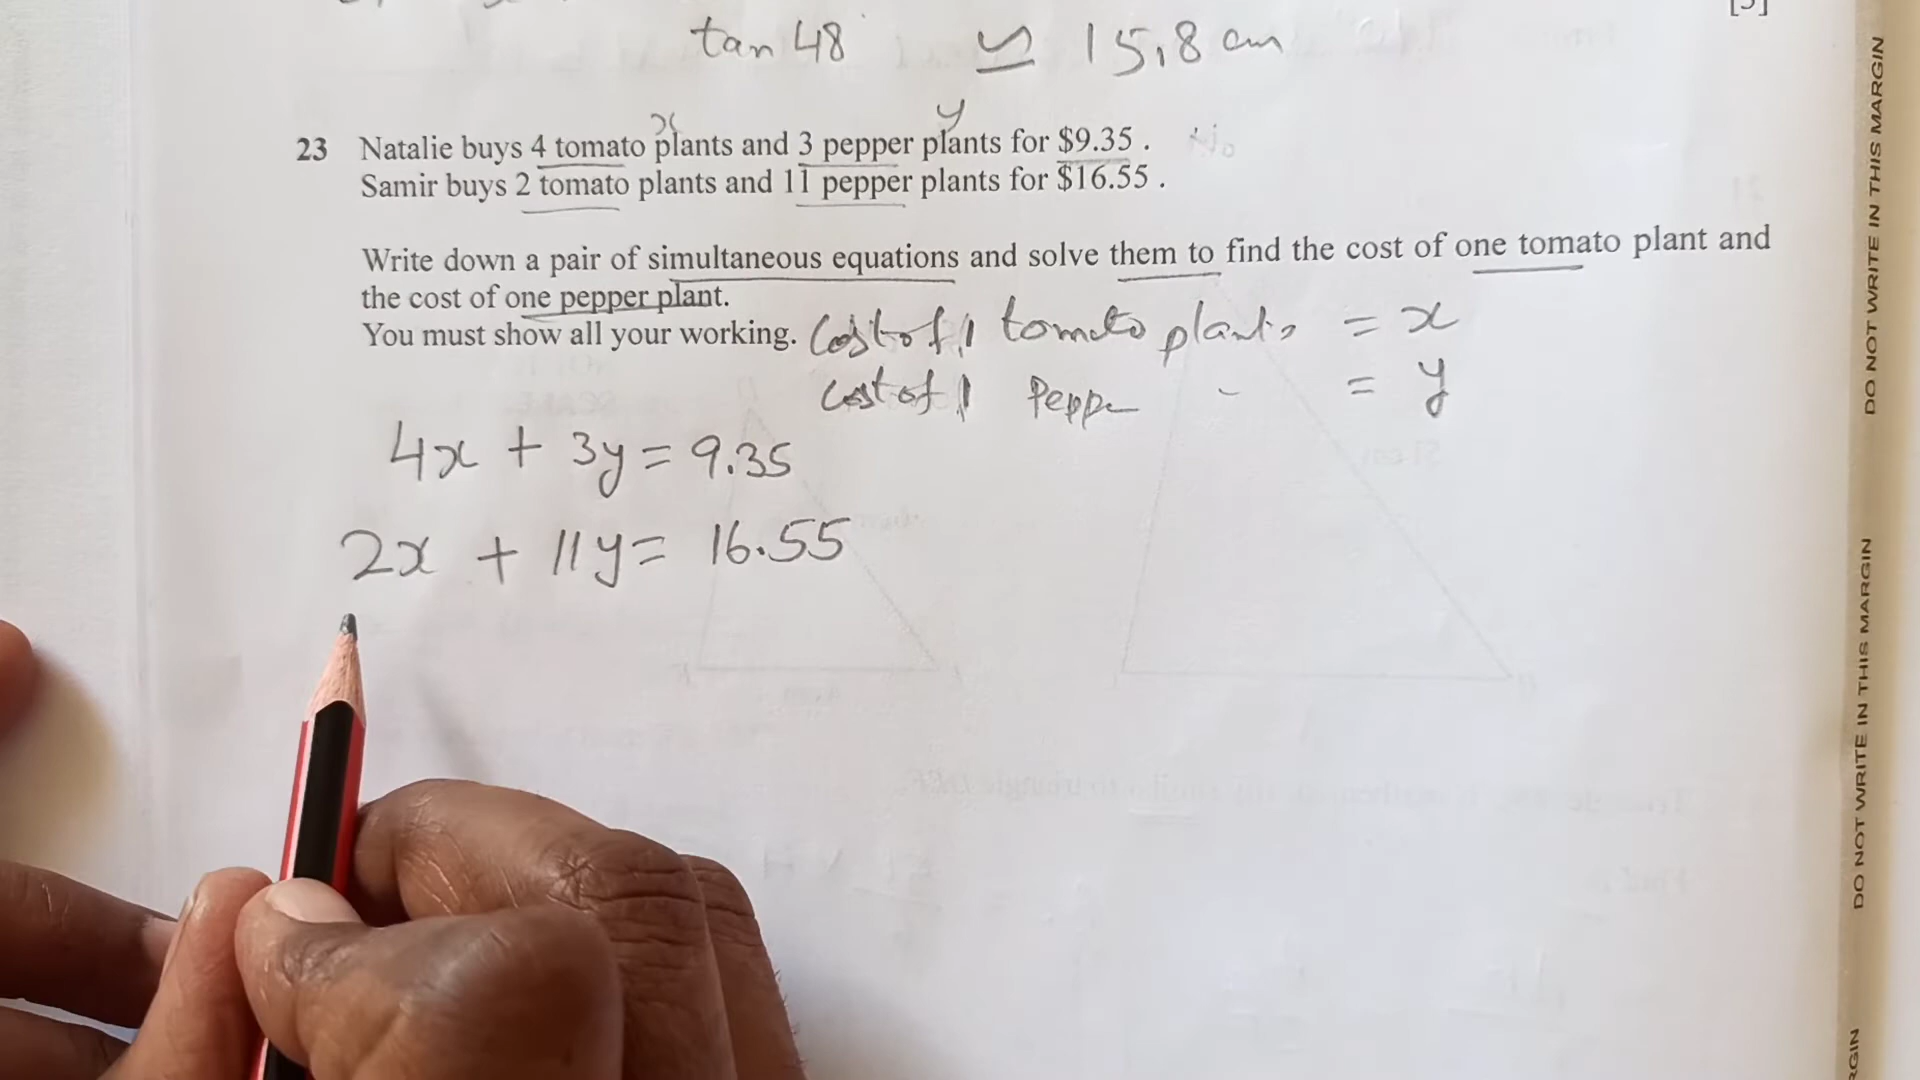 [3]
tan 48 ≃ 15,8 cm
x y
23 Natalie buys 4 tomato plants and 3 pepper plants for $9.35 .
Samir buys 2 tomato plants and 11 pepper plants for $16.55 .
Write down a pair of simultaneous equations and solve them to find the cost of one tomato plant and
the cost of one pepper plant.
You must show all your working. Cost of 1 tomato plants = x
Cost of 1 Pepper = y
4x + 3y = 9.35
2x + 11y = 16.55
DO NOT WRITE IN THIS MARGIN
DO NOT WRITE IN THIS MARGIN
RGIN